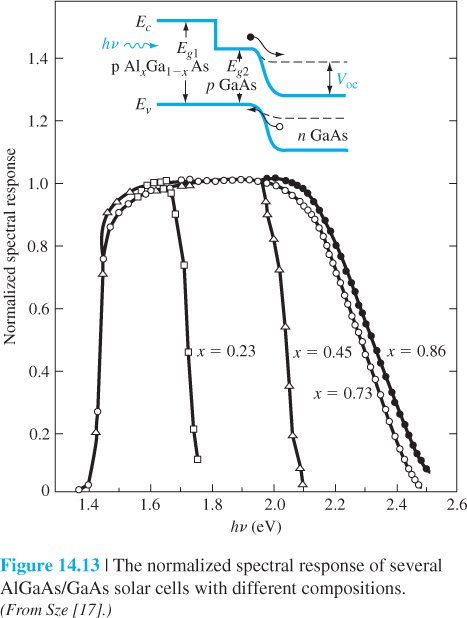 E_c
hν
E_g1
p Al_xGa_1−xAs
E_g2
p GaAs
V_oc
E_v
n GaAs
Normalized spectral response
1.4
1.2
1.0
0.8
0.6
0.4
0.2
0
x = 0.23
x = 0.45
x = 0.86
x = 0.73
1.4
1.6
1.8
2.0
2.2
2.4
2.6
hν (eV)
Figure 14.13 | The normalized spectral response of several
AlGaAs/GaAs solar cells with different compositions.
(From Sze [17].)